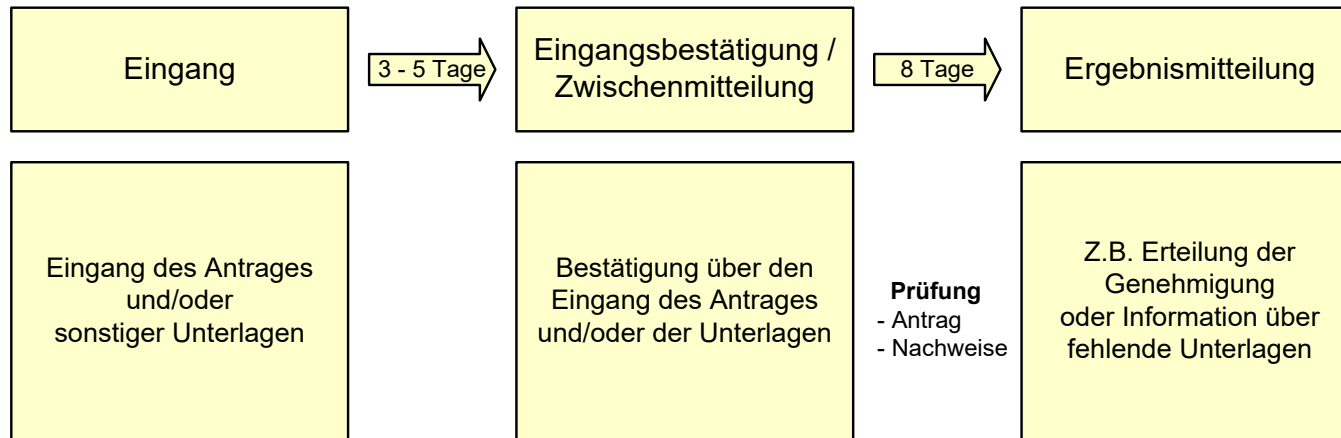 Eingang
3 - 5 Tage
Eingangsbestätigung /
Zwischenmitteilung
8 Tage
Ergebnismitteilung
Eingang des Antrages
und/oder
sonstiger Unterlagen
Bestätigung über den
Eingang des Antrages
und/oder der Unterlagen
Prüfung
- Antrag
- Nachweise
Z.B. Erteilung der
Genehmigung
oder Information über
fehlende Unterlagen